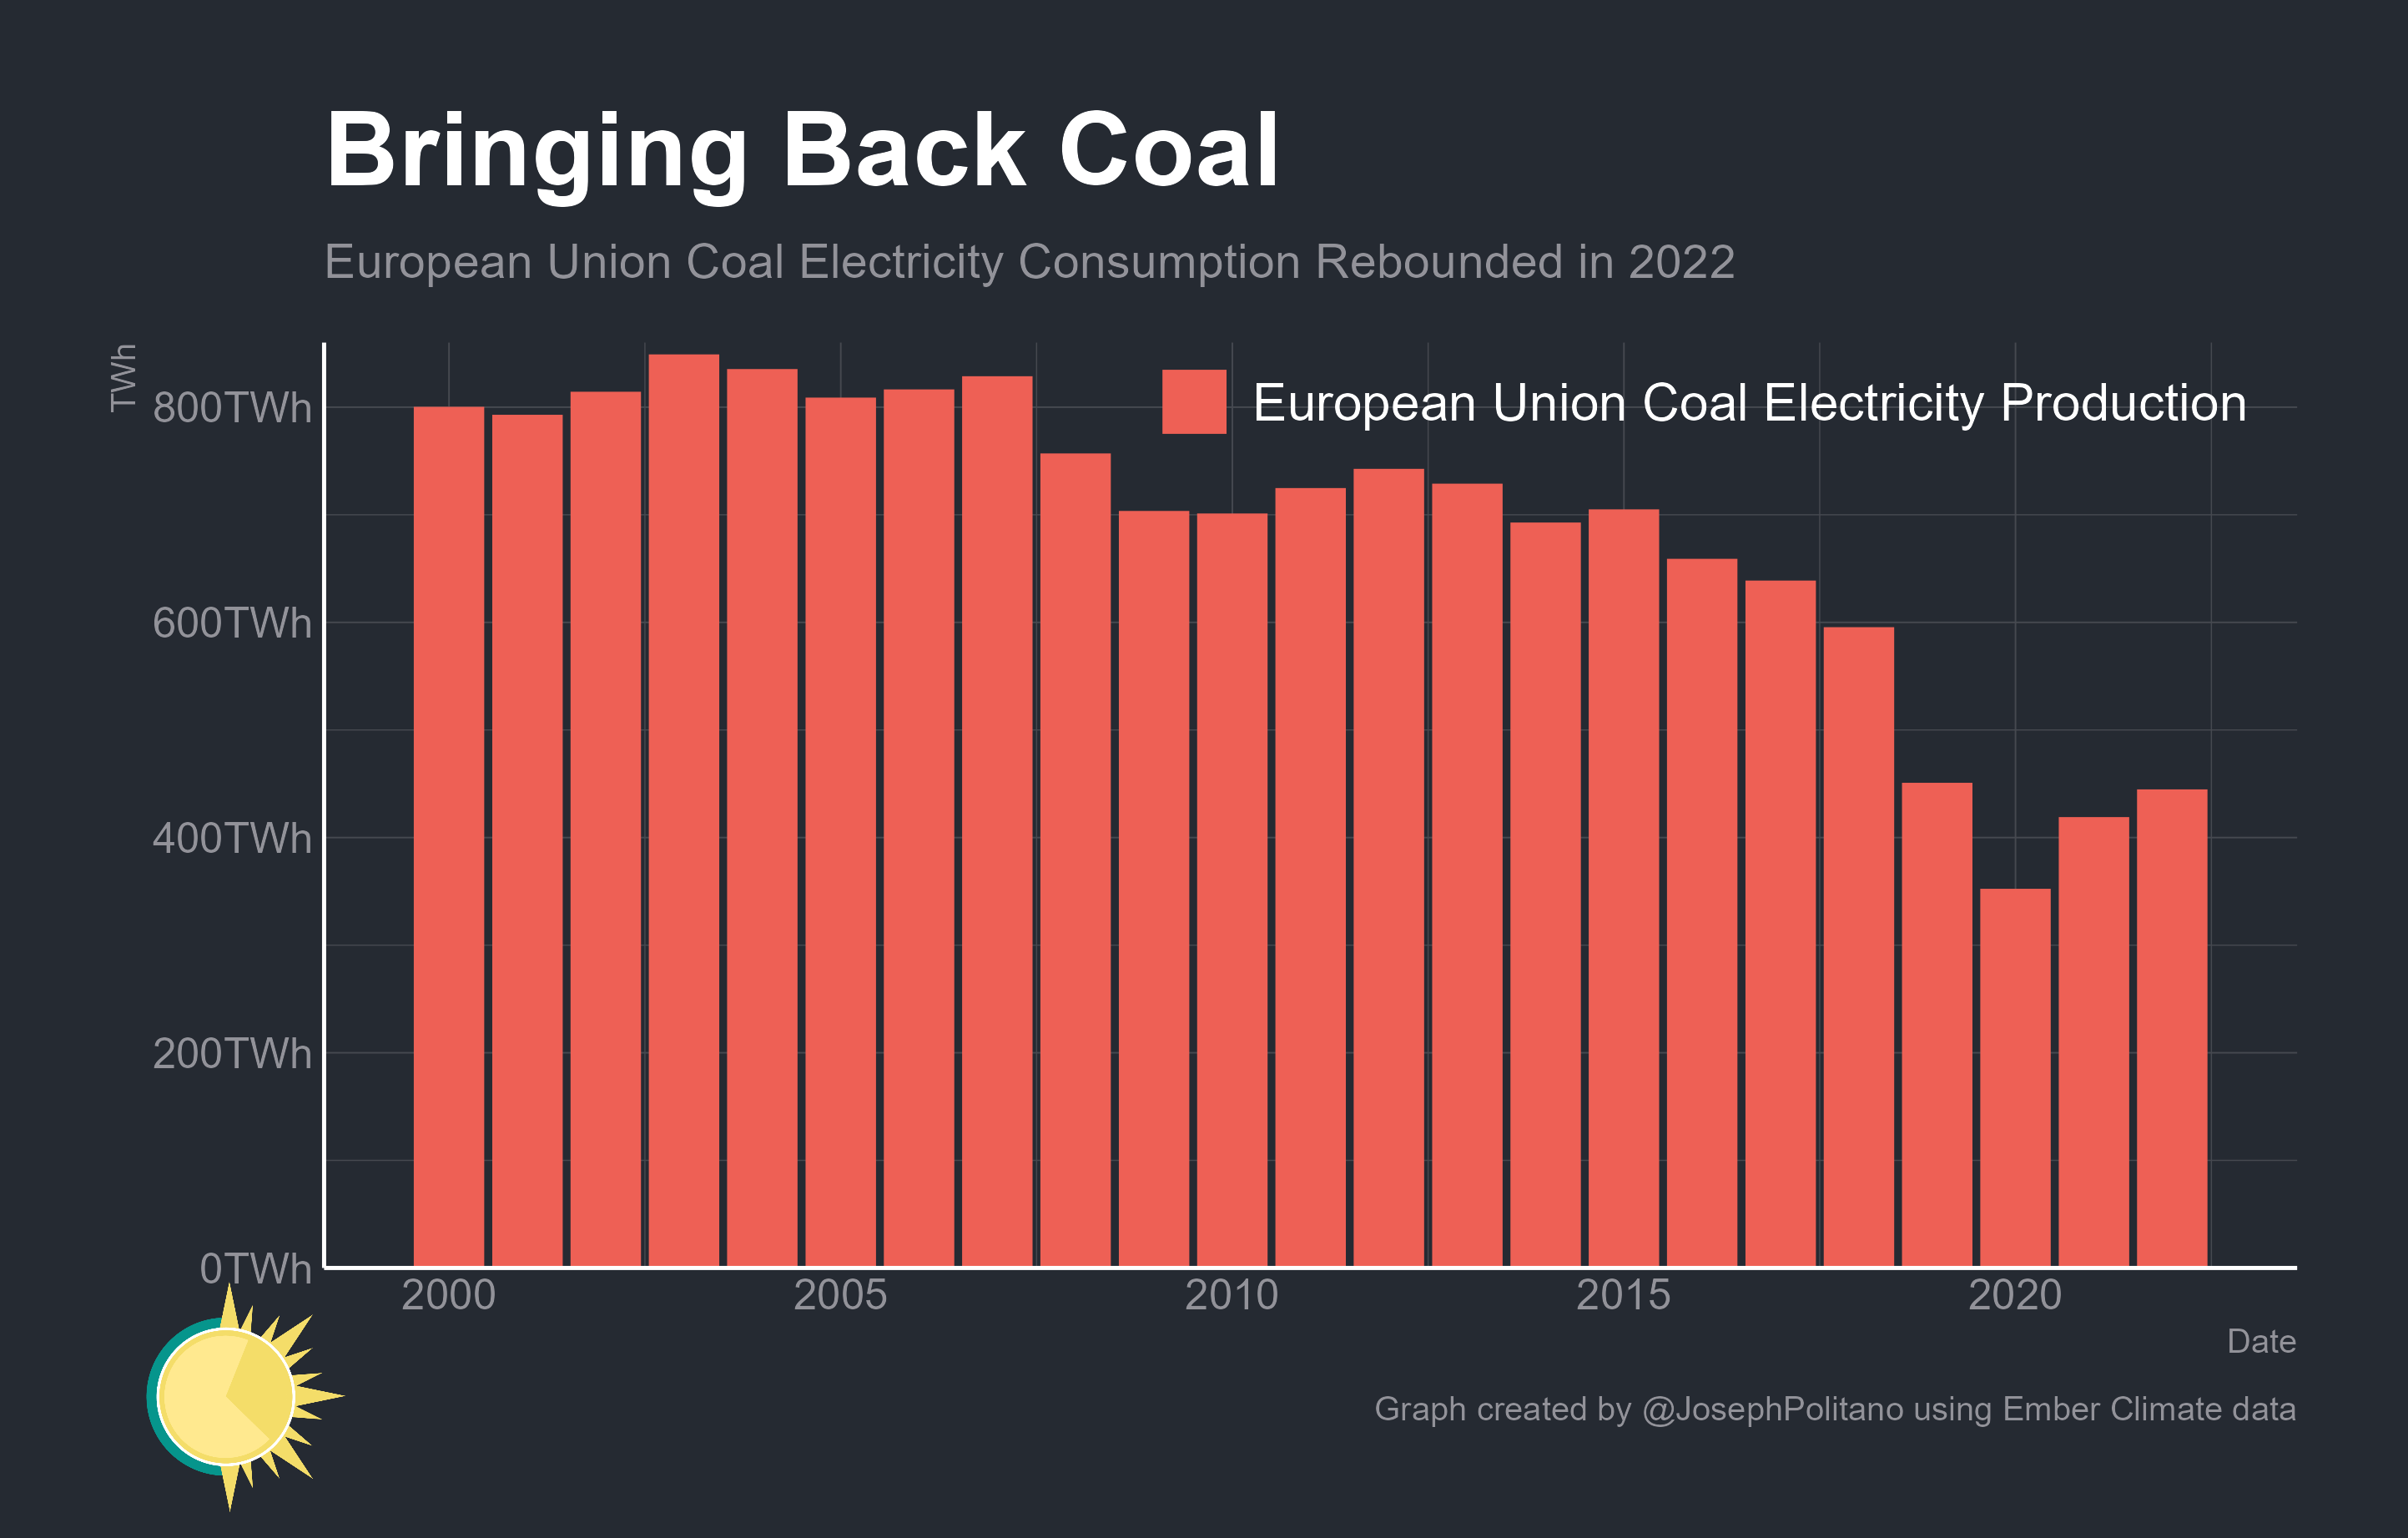 Bringing Back Coal
European Union Coal Electricity Consumption Rebounded in 2022
TWh
European Union Coal Electricity Production
800TWh
600TWh
400TWh
200TWh
0TWh
2000 2005 2010 2015 2020
Date
Graph created by @JosephPolitano using Ember Climate data